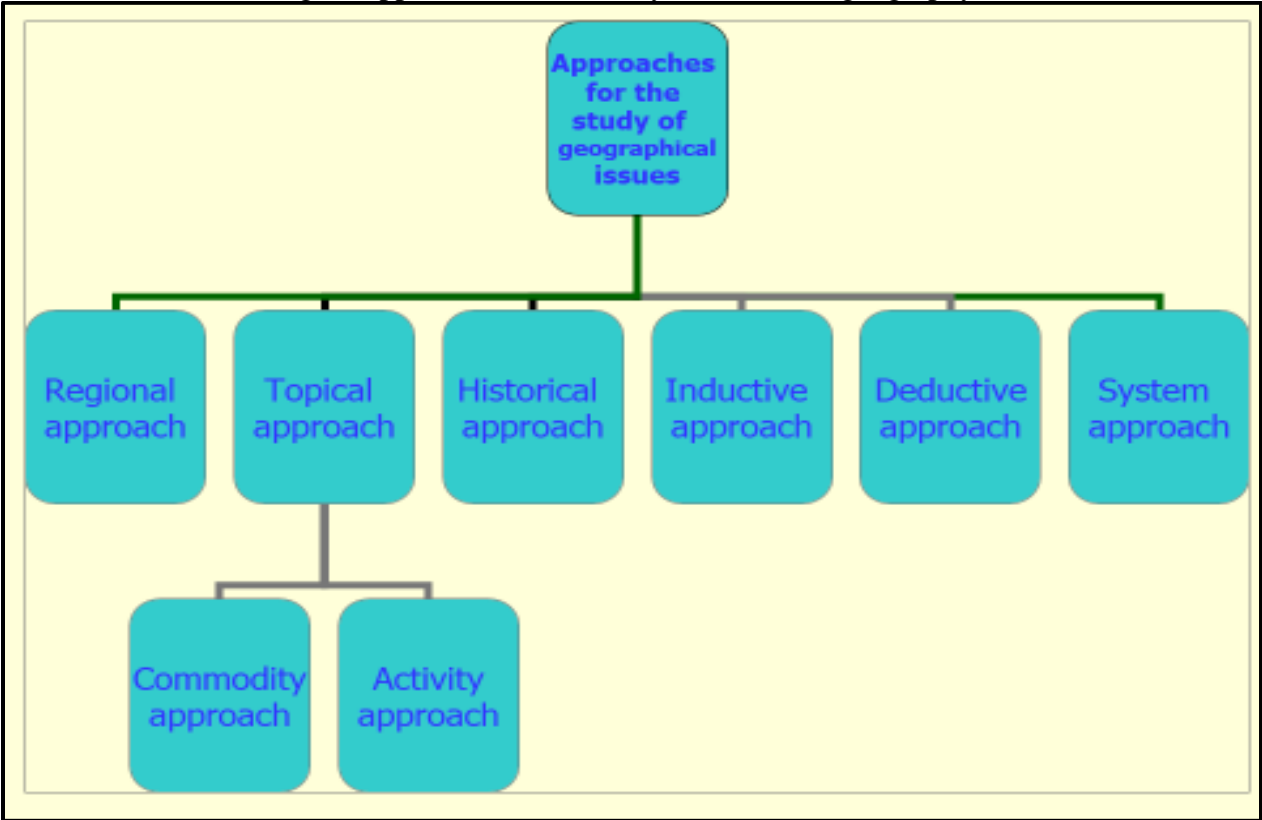 Approaches
for the
study of
geographical
issues
Regional
approach
Topical
approach
Historical
approach
Inductive
approach
Deductive
approach
System
approach
Commodity
approach
Activity
approach